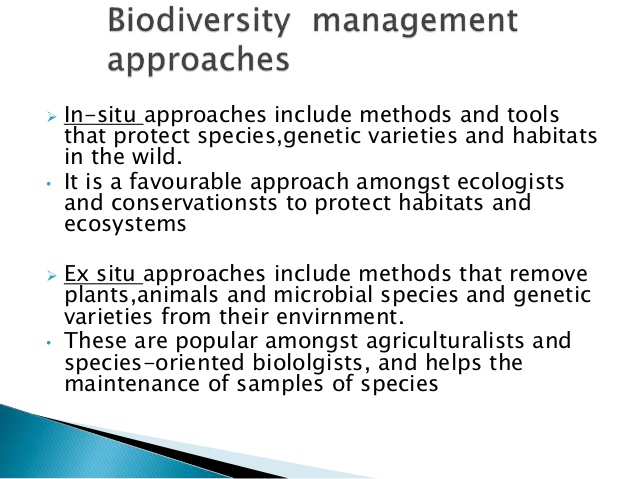 Biodiversity management
approaches
➢ In-situ approaches include methods and tools
that protect species,genetic varieties and habitats
in the wild.
• It is a favourable approach amongst ecologists
and conservationsts to protect habitats and
ecosystems
➢ Ex situ approaches include methods that remove
plants,animals and microbial species and genetic
varieties from their envirnment.
• These are popular amongst agriculturalists and
species-oriented biololgists, and helps the
maintenance of samples of species